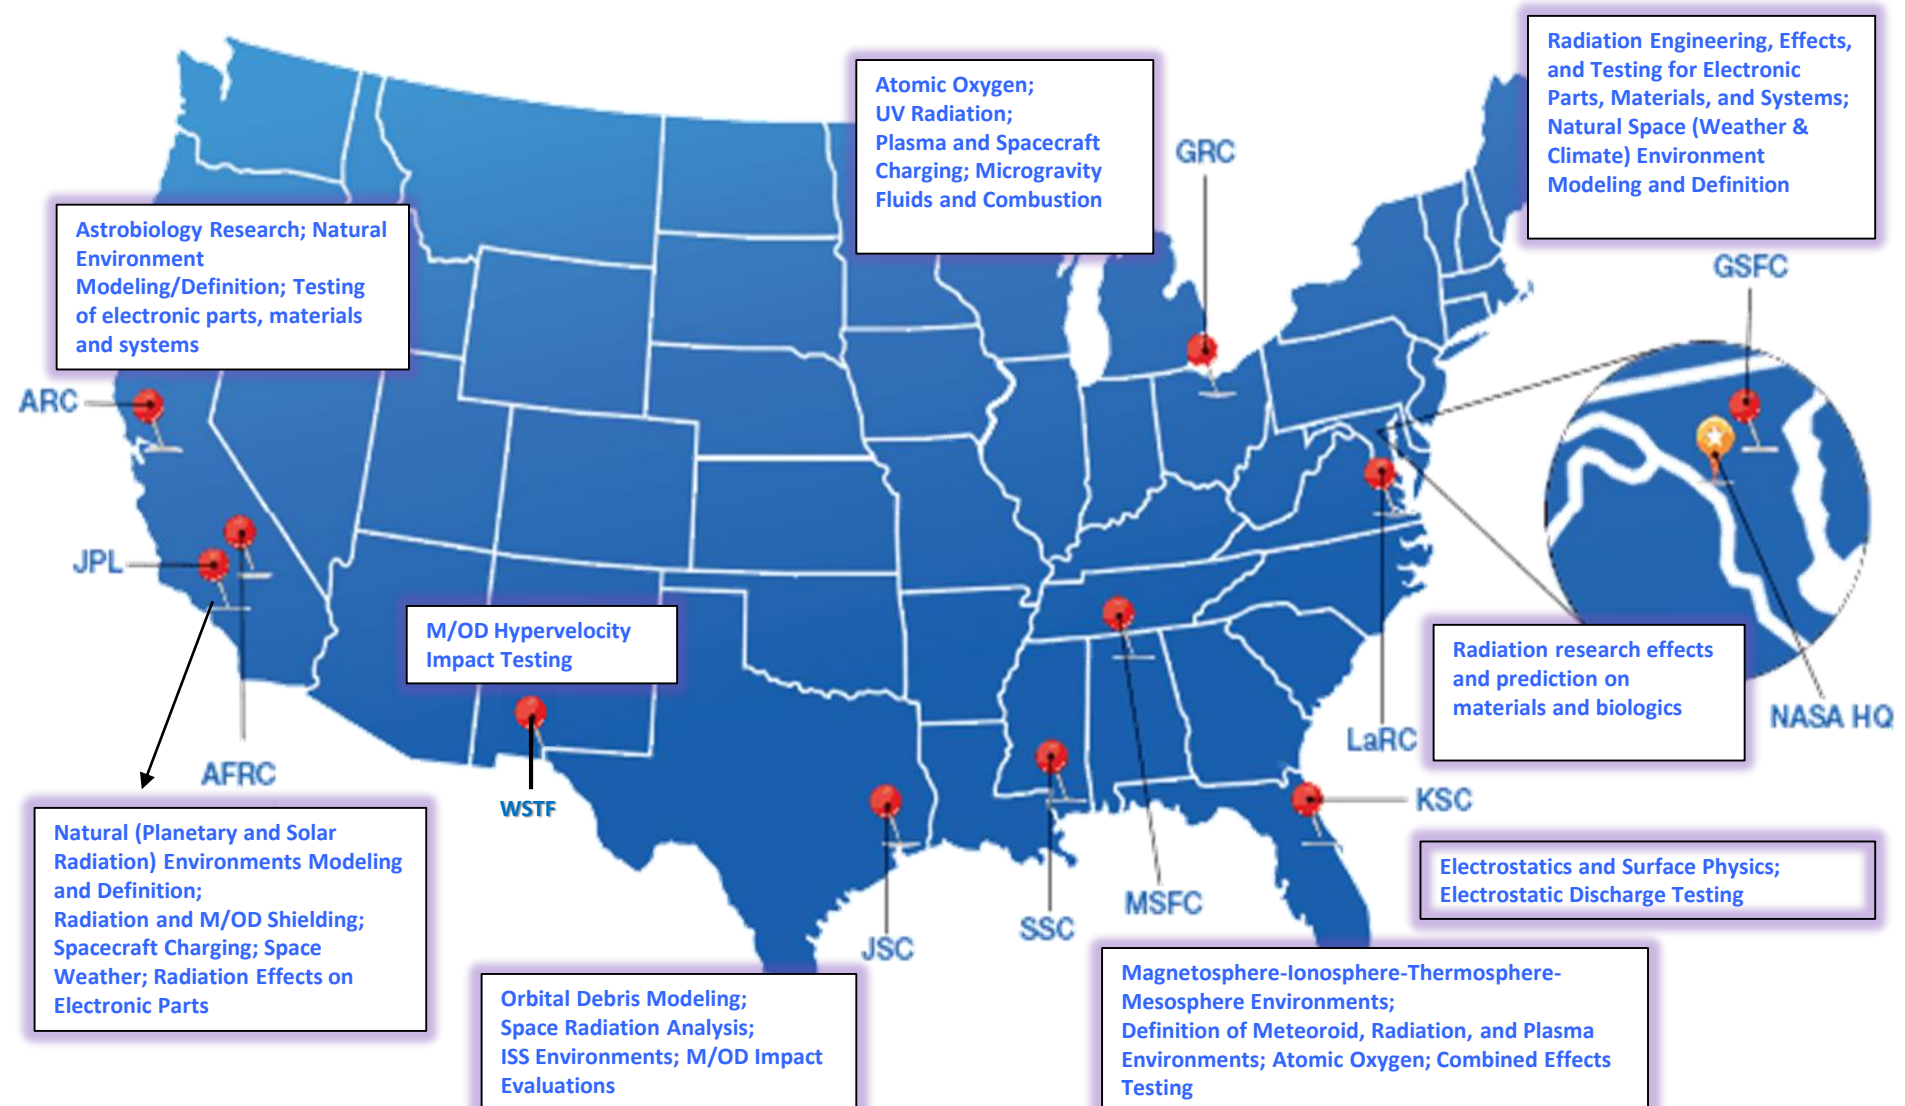 Radiation Engineering, Effects,
and Testing for Electronic
Parts, Materials, and Systems;
Natural Space (Weather &
Climate) Environment
Modeling and Definition
Atomic Oxygen;
UV Radiation;
Plasma and Spacecraft
Charging; Microgravity
Fluids and Combustion
GRC
Astrobiology Research; Natural
Environment
Modeling/Definition; Testing
of electronic parts, materials
and systems
GSFC
ARC
JPL
M/OD Hypervelocity
Impact Testing
Radiation research effects
and prediction on
materials and biologics
NASA HQ
LaRC
AFRC
WSTF
KSC
Natural (Planetary and Solar
Radiation) Environments Modeling
and Definition;
Radiation and M/OD Shielding;
Spacecraft Charging; Space
Weather; Radiation Effects on
Electronic Parts
Electrostatics and Surface Physics;
Electrostatic Discharge Testing
MSFC
SSC
JSC
Orbital Debris Modeling;
Space Radiation Analysis;
ISS Environments; M/OD Impact
Evaluations
Magnetosphere-Ionosphere-Thermosphere-
Mesosphere Environments;
Definition of Meteoroid, Radiation, and Plasma
Environments; Atomic Oxygen; Combined Effects
Testing